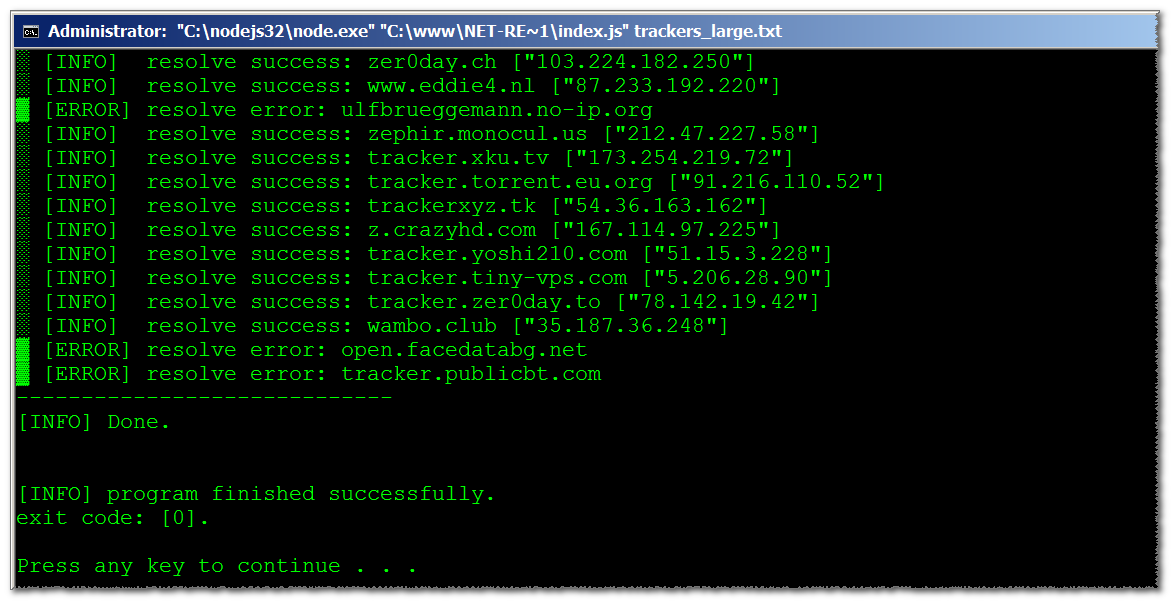 Administrator: "C:\nodejs32\node.exe" "C:\www\NET-RE~1\index.js" trackers_large.txt
[INFO] resolve success: zer0day.ch ["103.224.182.250"]
[INFO] resolve success: www.eddie4.nl ["87.233.192.220"]
[ERROR] resolve error: ulfbrueggemann.no-ip.org
[INFO] resolve success: zephir.monocul.us ["212.47.227.58"]
[INFO] resolve success: tracker.xku.tv ["173.254.219.72"]
[INFO] resolve success: tracker.torrent.eu.org ["91.216.110.52"]
[INFO] resolve success: trackerxyz.tk ["54.36.163.162"]
[INFO] resolve success: z.crazyhd.com ["167.114.97.225"]
[INFO] resolve success: tracker.yoshi210.com ["51.15.3.228"]
[INFO] resolve success: tracker.tiny-vps.com ["5.206.28.90"]
[INFO] resolve success: tracker.zer0day.to ["78.142.19.42"]
[INFO] resolve success: wambo.club ["35.187.36.248"]
[ERROR] resolve error: open.facedatabg.net
[ERROR] resolve error: tracker.publicbt.com
-----------------------------
[INFO] Done.
[INFO] program finished successfully.
exit code: [0].
Press any key to continue . . .